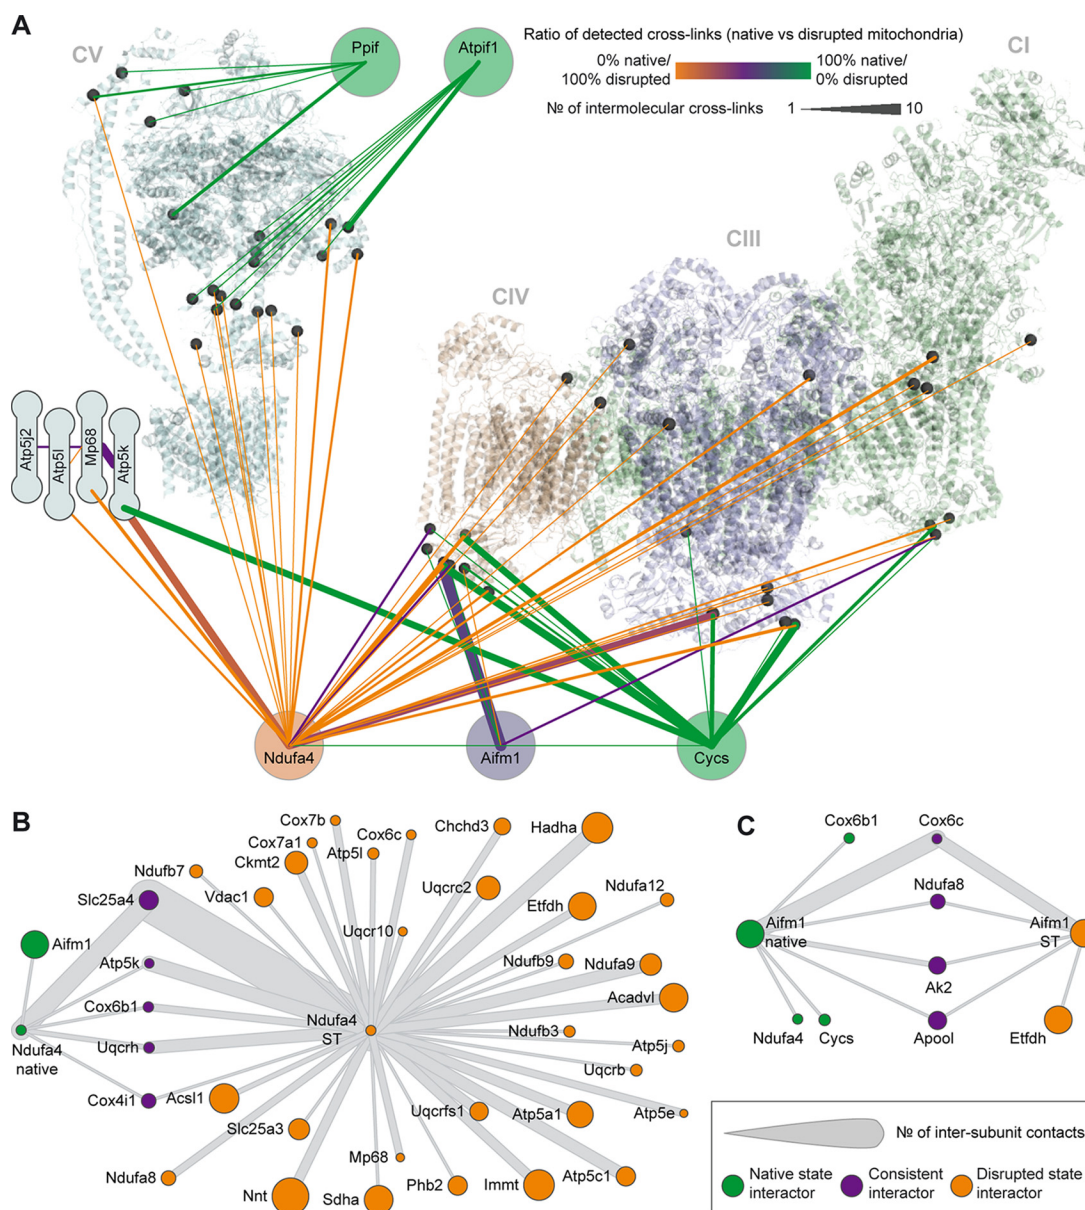 A
CV
Ppif
Atpif1
Ratio of detected cross-links (native vs disrupted mitochondria)
0% native/
100% disrupted
100% native/
0% disrupted
№ of intermolecular cross-links
1
10
CI
CIII
CIV
Atp5j2
Atp5l
Mp68
Atp5k
Ndufa4
Aifm1
Cycs
B
Cox7b
Cox7a1
Ckmt2
Atp5l
Cox6c
Chchd3
Hadha
Ndufb7
Vdac1
Slc25a4
Uqcrc2
Etfdh
Ndufa12
Aifm1
Uqcr10
Ndufb9
Ndufa9
Atp5k
Acadvl
Cox6b1
Ndufa4
ST
Ndufb3
Atp5j
Ndufa4
native
Uqcrh
Uqcrb
Cox4i1
Acsl1
Uqcrfs1
Atp5a1
Atp5e
Slc25a3
Ndufa8
Mp68
Nnt
Sdha
Phb2
Immt
Atp5c1
C
Cox6b1
Cox6c
Ndufa8
Aifm1
native
Aifm1
ST
Ak2
Ndufa4
Cycs
Apool
Etfdh
№ of inter-subunit contacts
Native state
interactor
Consistent
interactor
Disrupted state
interactor